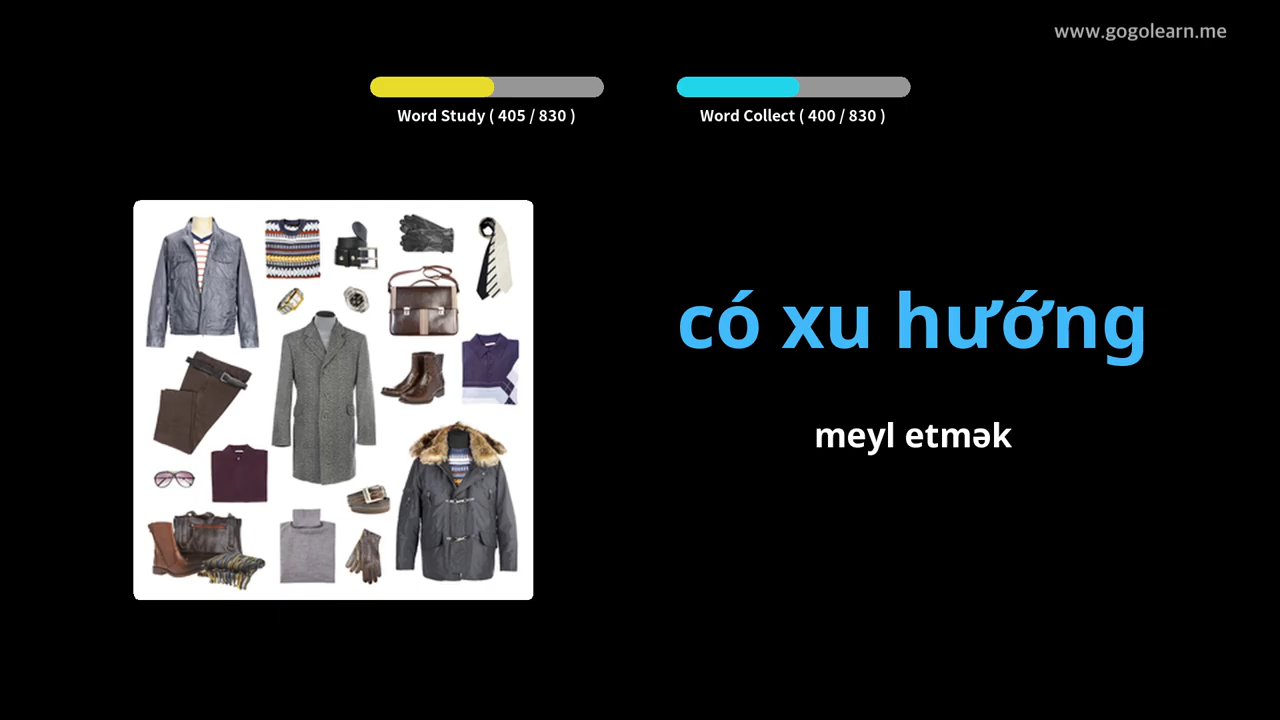 www.gogolearn.me
Word Study ( 405 / 830 )
Word Collect ( 400 / 830 )
có xu hướng
meyl etmək